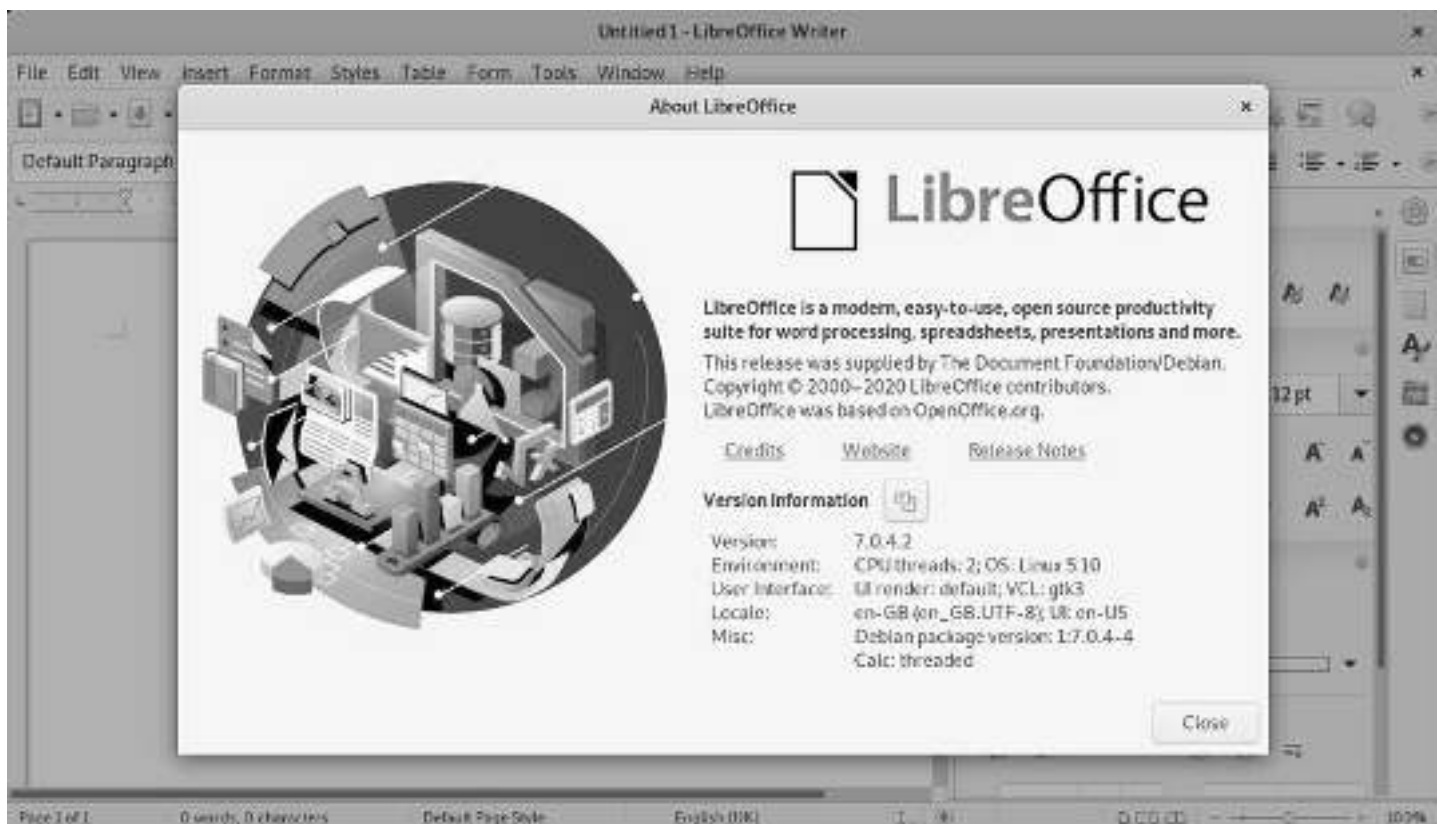 Untitled 1 - LibreOffice Writer
File Edit View Insert Format Styles Table Form Tools Window Help
About LibreOffice
Default Paragraph
LibreOffice
LibreOffice is a modern, easy-to-use, open source productivity
suite for word processing, spreadsheets, presentations and more.
This release was supplied by The Document Foundation/Debian.
Copyright © 2000–2020 LibreOffice contributors.
LibreOffice was based on OpenOffice.org.
12 pt
Credits Website Release Notes
Version Information
Version: 7.0.4.2
Environment: CPU threads: 2; OS: Linux 5.10
User Interface: UI render: default; VCL: gtk3
Locale: en-GB (en_GB.UTF-8); UI: en-US
Misc: Debian package version: 1:7.0.4-4
Calc: threaded
Close
Page 1 of 1 0 words, 0 characters Default Page Style English (UK)